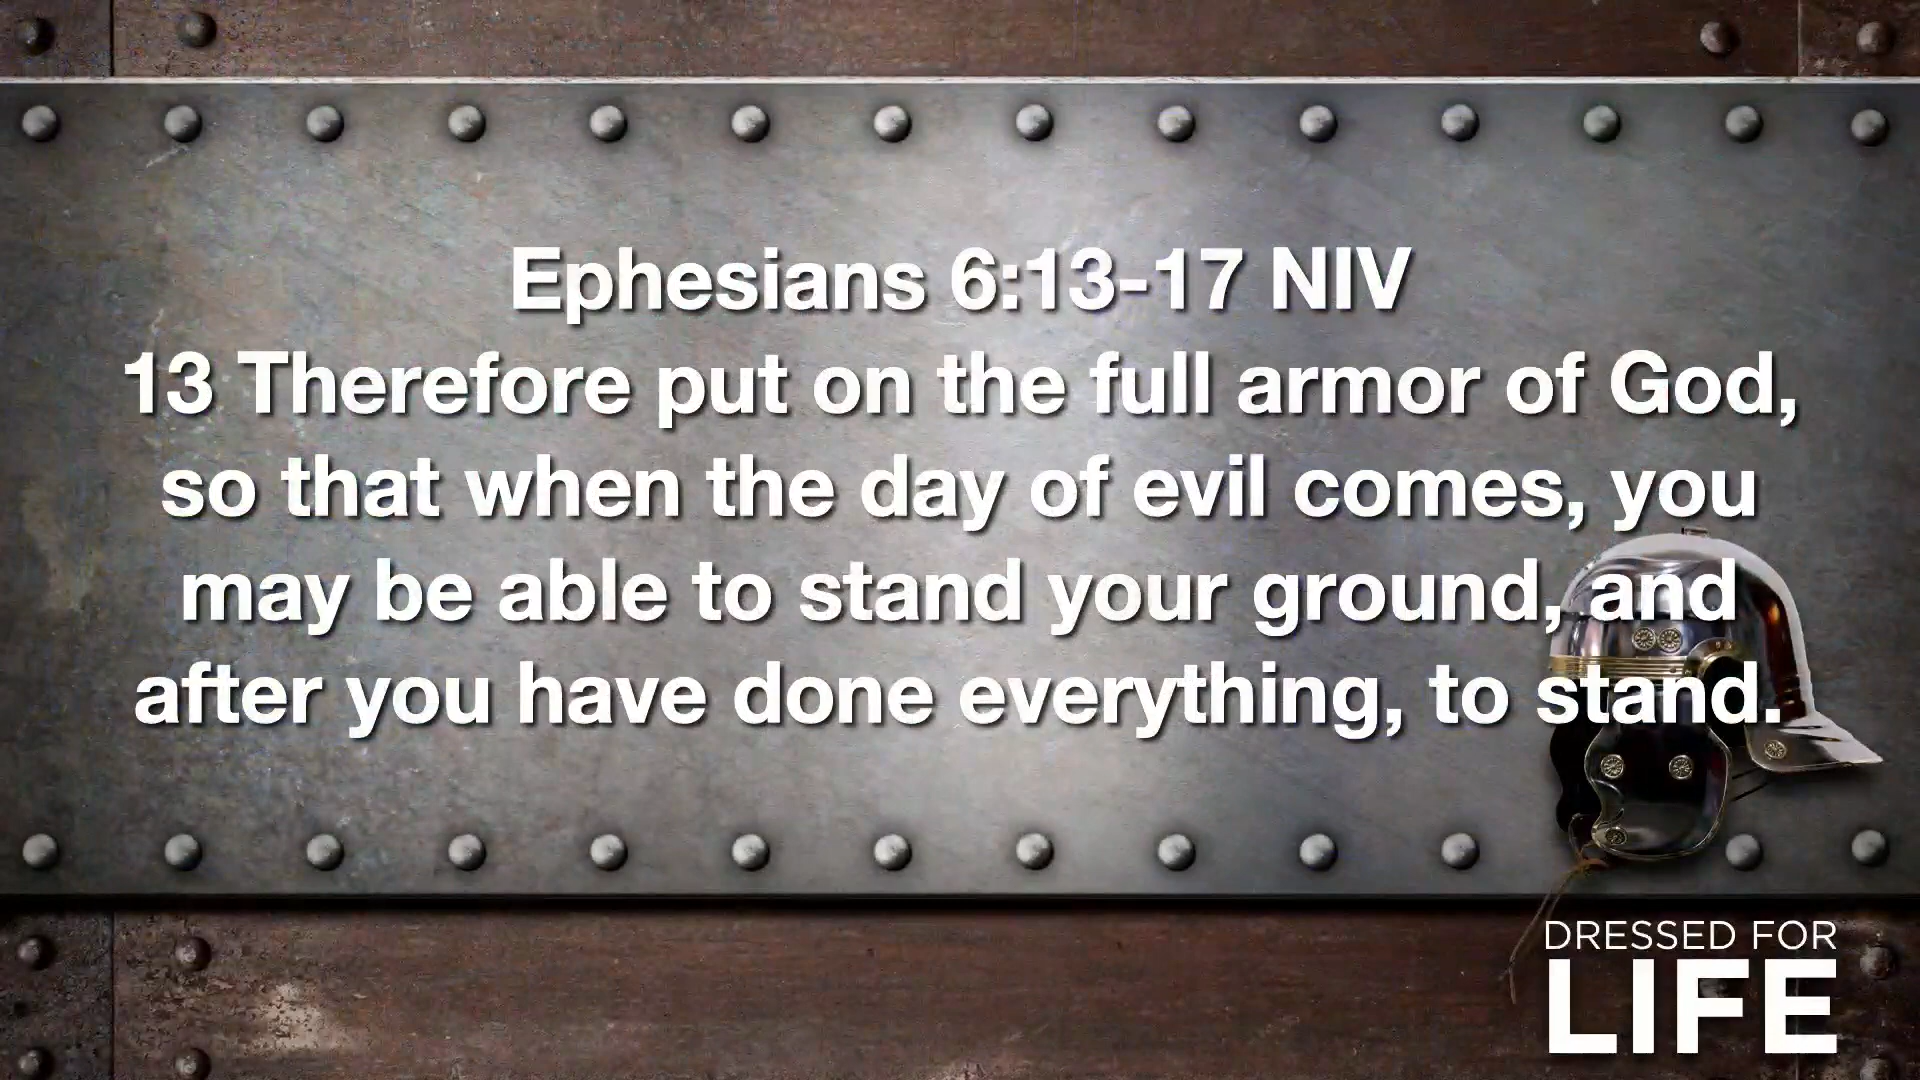 Ephesians 6:13-17 NIV
13 Therefore put on the full armor of God,
so that when the day of evil comes, you
may be able to stand your ground, and
after you have done everything, to stand.
DRESSED FOR
LIFE